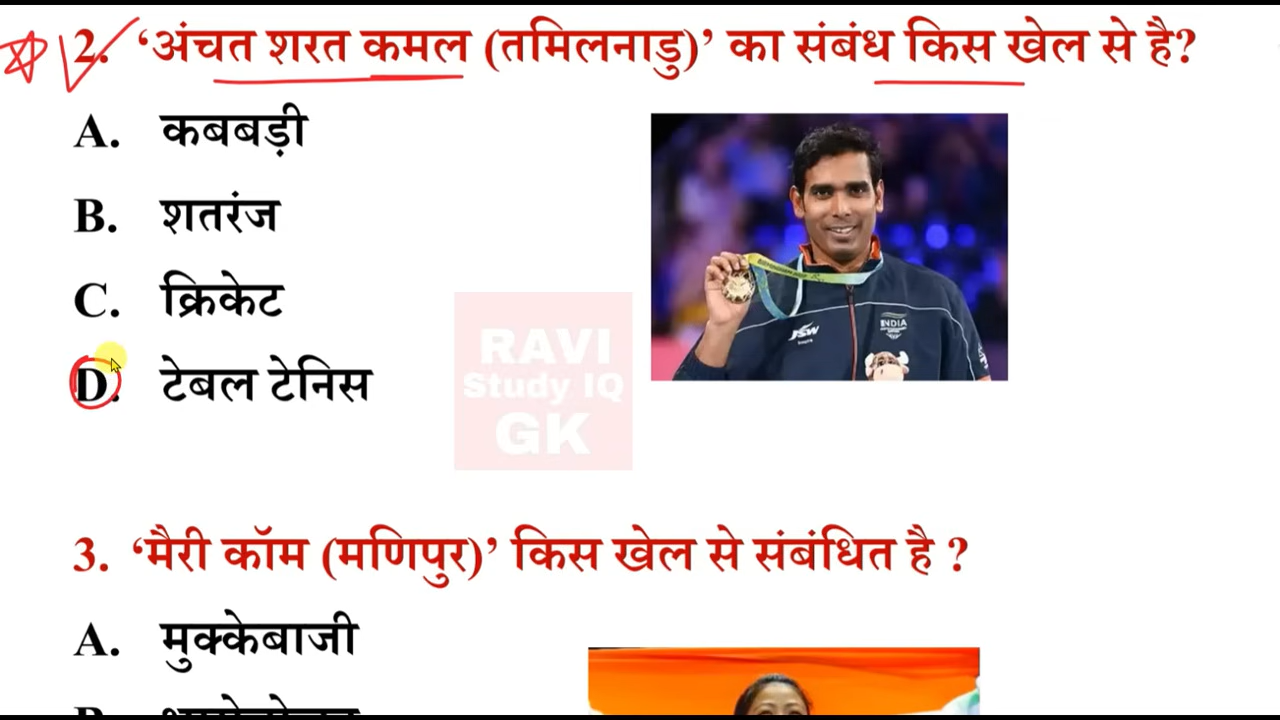 2. ‘अंचत शरत कमल (तमिलनाडु)’ का संबंध किस खेल से है?
A. कबबड़ी
B. शतरंज
C. क्रिकेट
D. टेबल टेनिस
RAVI
Study IQ
GK
JSW
INDIA
3. ‘मैरी कॉम (मणिपुर)’ किस खेल से संबंधित है ?
A. मुक्केबाजी
B.